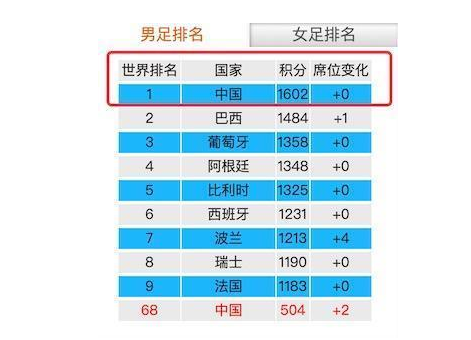 男足排名 女足排名
世界排名 国家 积分 席位变化
1 中国 1602 +0
2 巴西 1484 +1
3 葡萄牙 1358 +0
4 阿根廷 1348 +0
5 比利时 1325 +0
6 西班牙 1231 +0
7 波兰 1213 +4
8 瑞士 1190 +0
9 法国 1183 +0
68 中国 504 +2